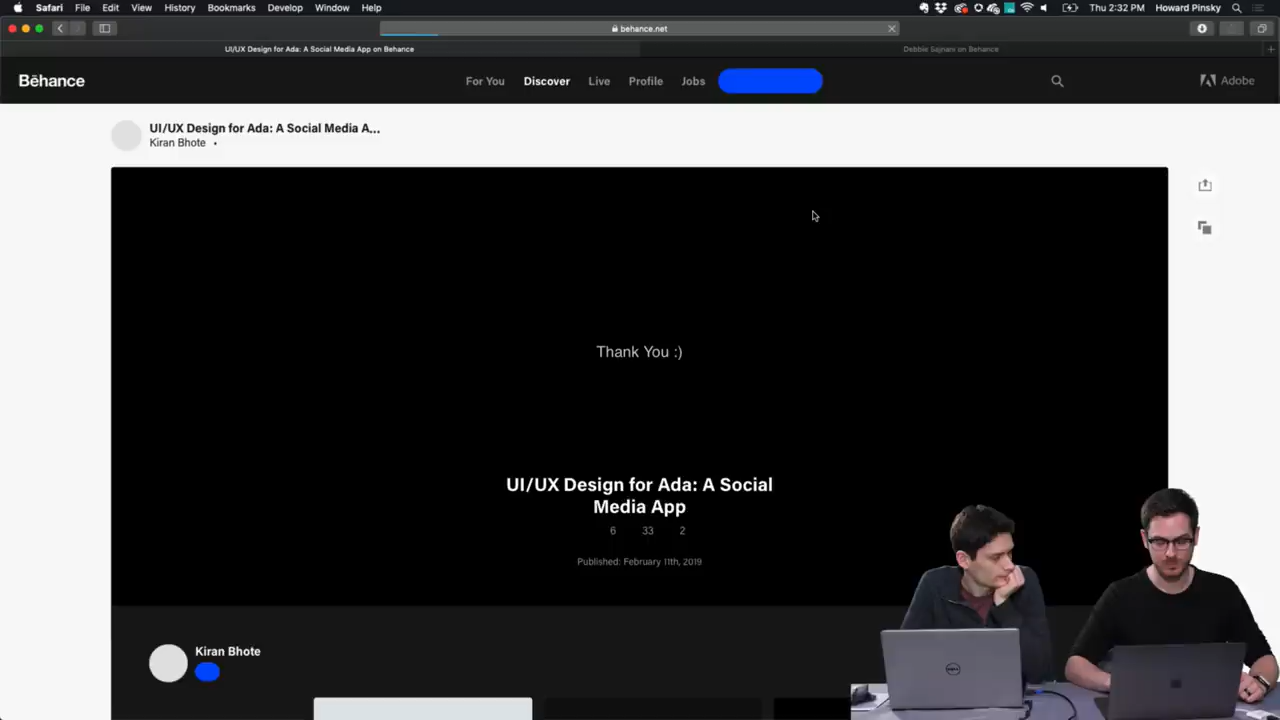 Safari File Edit View History Bookmarks Develop Window Help
Thu 2:32 PM Howard Pinsky
behance.net
UI/UX Design for Ada: A Social Media App on Behance
Debbie Sajnani on Behance
Bēhance
For You Discover Live Profile Jobs
Adobe
UI/UX Design for Ada: A Social Media A...
Kiran Bhote
Thank You :)
UI/UX Design for Ada: A Social
Media App
6 33 2
Published: February 11th, 2019
Kiran Bhote
DELL